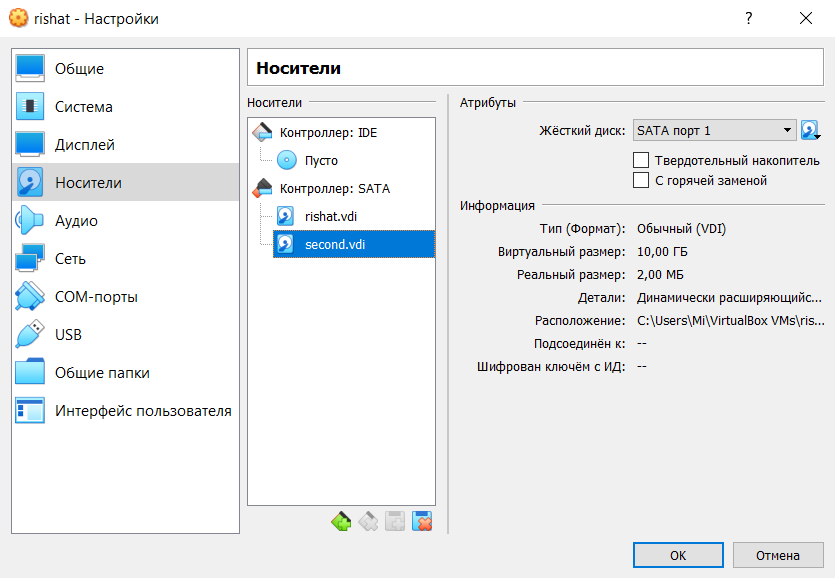 rishat - Настройки
?
Общие
Система
Дисплей
Носители
Аудио
Сеть
COM-порты
USB
Общие папки
Интерфейс пользователя
Носители
Носители
Контроллер: IDE
Пусто
Контроллер: SATA
rishat.vdi
second.vdi
Атрибуты
Жёсткий диск: SATA порт 1
Твердотельный накопитель
С горячей заменой
Информация
Тип (Формат): Обычный (VDI)
Виртуальный размер: 10,00 ГБ
Реальный размер: 2,00 МБ
Детали: Динамически расширяющийс...
Расположение: C:\Users\Mi\VirtualBox VMs\ris...
Подсоединён к: --
Шифрован ключём с ИД: --
OK
Отмена